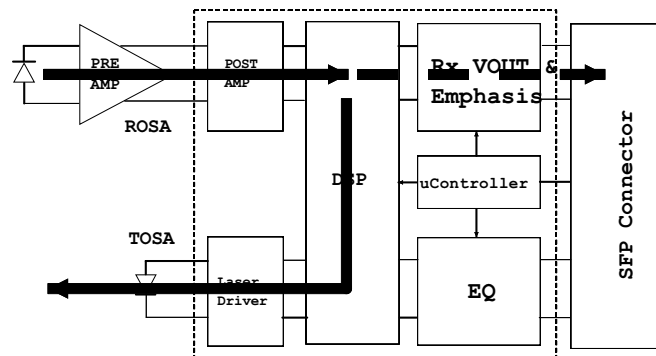 PRE
AMP
POST
AMP
Rx VOUT &
Emphasis
ROSA
DSP
uController
SFP Connector
TOSA
Laser
Driver
EQ